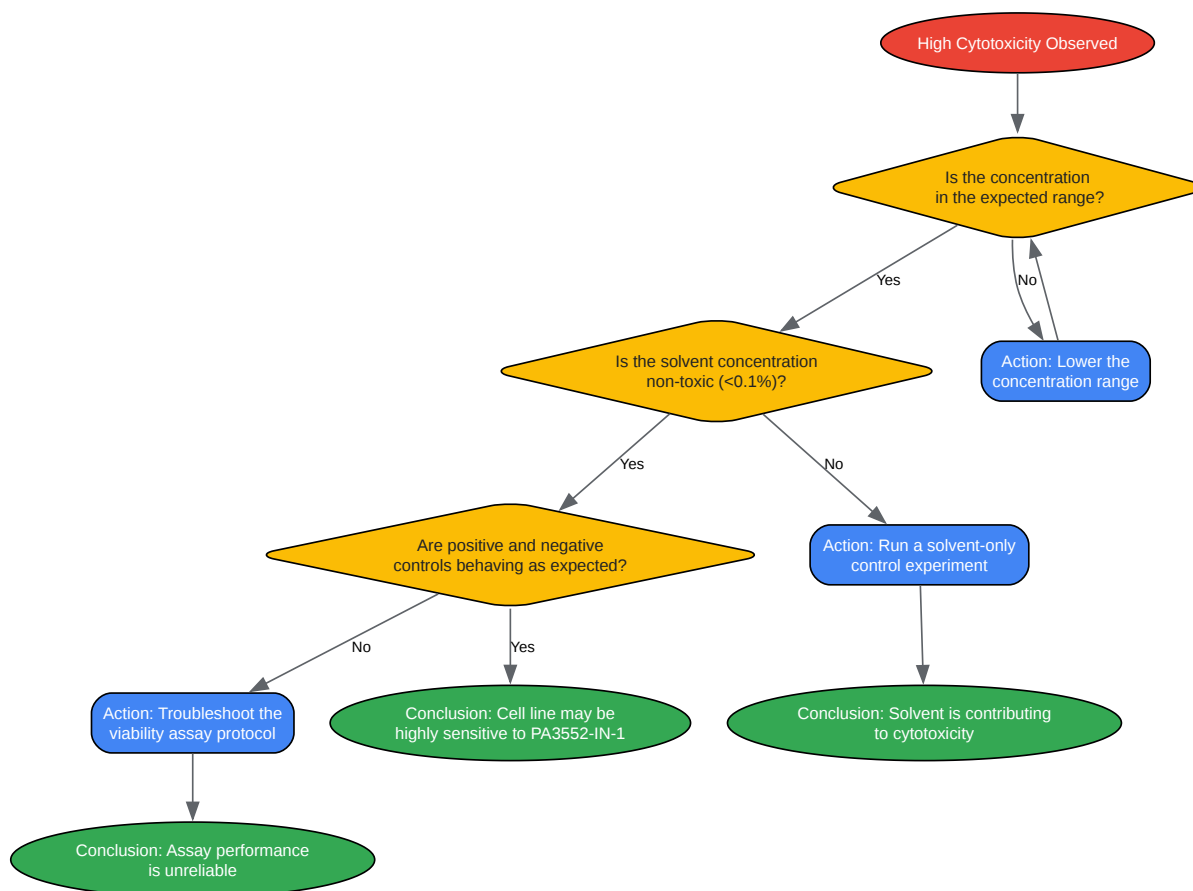 High Cytotoxicity Observed
Is the concentration
in the expected range?
Yes
No
Is the solvent concentration
non-toxic (<0.1%)?
Action: Lower the
concentration range
Yes
No
Are positive and negative
controls behaving as expected?
Action: Run a solvent-only
control experiment
No
Yes
Action: Troubleshoot the
viability assay protocol
Conclusion: Cell line may be
highly sensitive to PA3552-IN-1
Conclusion: Solvent is contributing
to cytotoxicity
Conclusion: Assay performance
is unreliable